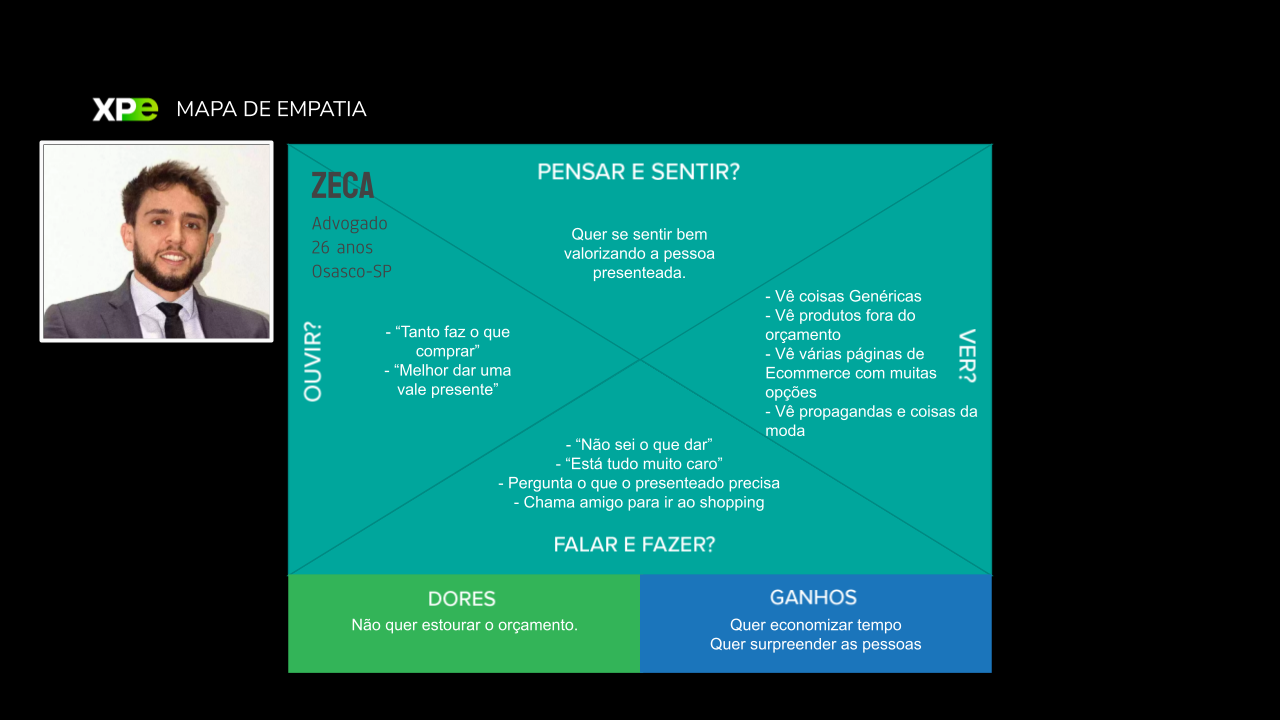 XPe MAPA DE EMPATIA
ZECA
Advogado
26 anos
Osasco-SP
PENSAR E SENTIR?
Quer se sentir bem
valorizando a pessoa
presenteada.
OUVIR?
- “Tanto faz o que
comprar”
- “Melhor dar uma
vale presente”
- Vê coisas Genéricas
- Vê produtos fora do
orçamento
- Vê várias páginas de
Ecommerce com muitas
opções
- Vê propagandas e coisas da
moda
VER?
- “Não sei o que dar”
- “Está tudo muito caro”
- Pergunta o que o presenteado precisa
- Chama amigo para ir ao shopping
FALAR E FAZER?
DORES
Não quer estourar o orçamento.
GANHOS
Quer economizar tempo
Quer surpreender as pessoas